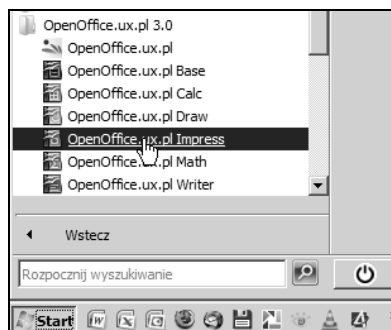 OpenOffice.ux.pl 3.0
OpenOffice.ux.pl
OpenOffice.ux.pl Base
OpenOffice.ux.pl Calc
OpenOffice.ux.pl Draw
OpenOffice.ux.pl Impress
OpenOffice.ux.pl Math
OpenOffice.ux.pl Writer
Wstecz
Rozpocznij wyszukiwanie
Start